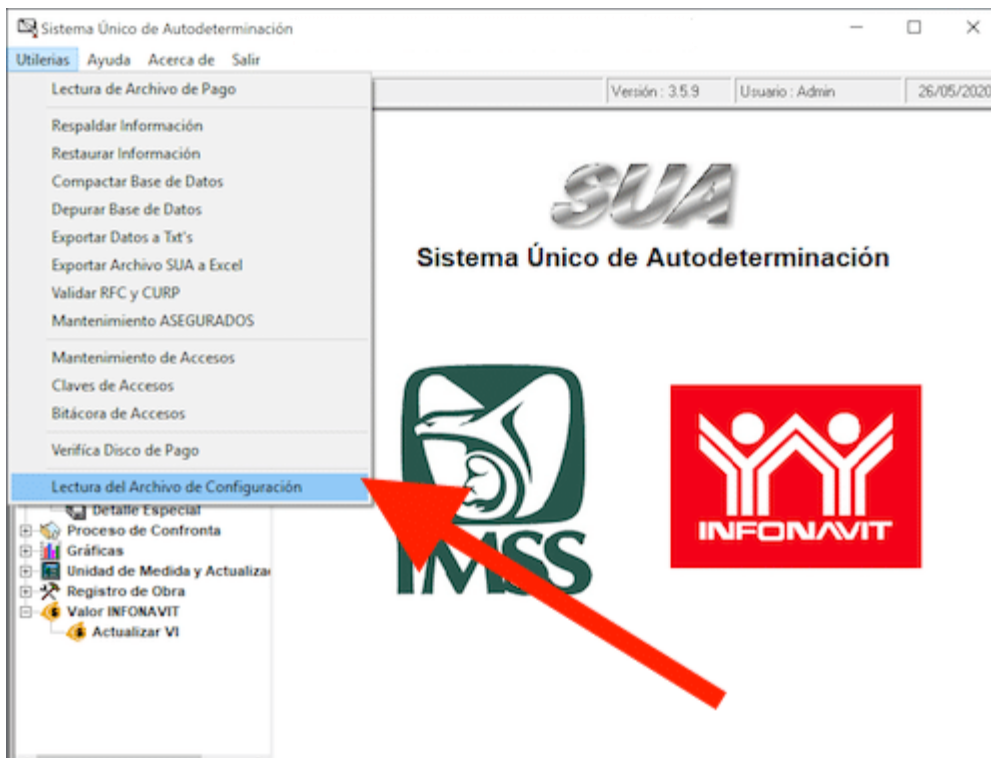 Sistema Único de Autodeterminación
Utilerias Ayuda Acerca de Salir
Versión : 3.5.9 Usuario : Admin 26/05/2020
Lectura de Archivo de Pago
Respaldar Información
Restaurar Información
Compactar Base de Datos
Depurar Base de Datos
Exportar Datos a Txt's
Exportar Archivo SUA a Excel
Validar RFC y CURP
Mantenimiento ASEGURADOS
Mantenimiento de Accesos
Claves de Accesos
Bitácora de Accesos
Verifica Disco de Pago
Lectura del Archivo de Configuración
Detalle Especial
Proceso de Confronta
Gráficas
Unidad de Medida y Actualiza
Registro de Obra
Valor INFONAVIT
Actualizar VI
SUA
Sistema Único de Autodeterminación
IMSS
INFONAVIT